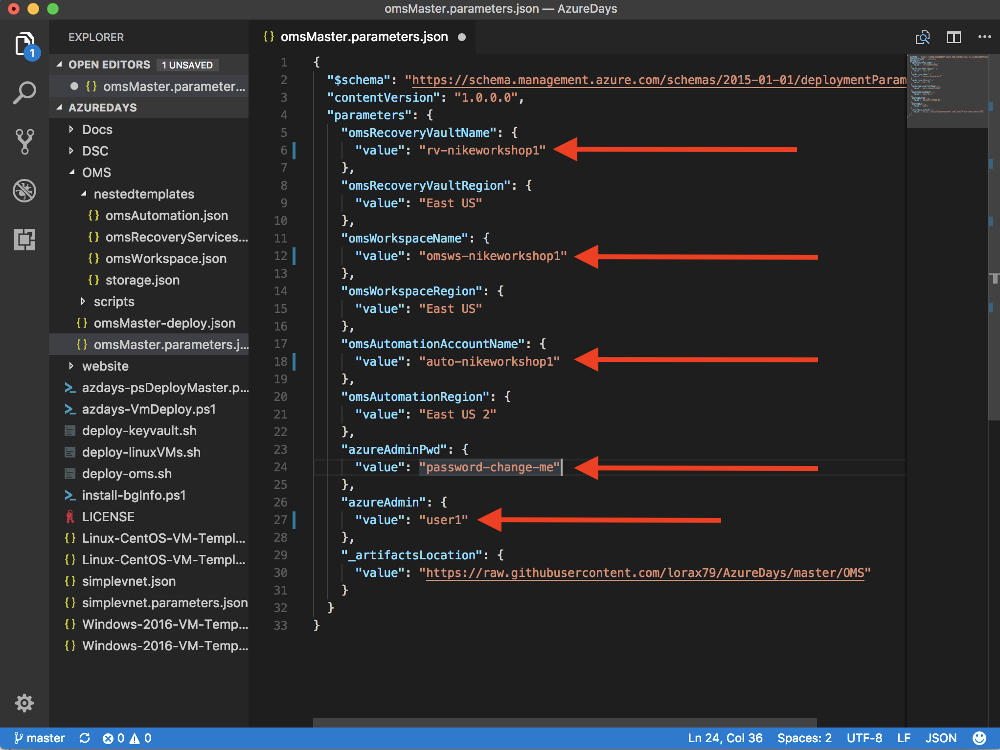 omsMaster.parameters.json — AzureDays
EXPLORER
1
OPEN EDITORS 1 UNSAVED
{} omsMaster.parameter...
AZUREDAYS
Docs
DSC
OMS
nestedtemplates
{} omsAutomation.json
{} omsRecoveryServices...
{} omsWorkspace.json
{} storage.json
scripts
{} omsMaster-deploy.json
{} omsMaster.parameters.j...
website
azdays-psDeployMaster.p...
azdays-VmDeploy.ps1
deploy-keyvault.sh
deploy-linuxVMs.sh
deploy-oms.sh
install-bgInfo.ps1
LICENSE
{} Linux-CentOS-VM-Templ...
{} Linux-CentOS-VM-Templ...
{} simplevnet.json
{} simplevnet.parameters.json
{} Windows-2016-VM-Temp...
{} Windows-2016-VM-Temp...
{} omsMaster.parameters.json
1 {
2 "$schema": "https://schema.management.azure.com/schemas/2015-01-01/deploymentParam
3 "contentVersion": "1.0.0.0",
4 "parameters": {
5 "omsRecoveryVaultName": {
6 "value": "rv-nikeworkshop1"
7 },
8 "omsRecoveryVaultRegion": {
9 "value": "East US"
10 },
11 "omsWorkspaceName": {
12 "value": "omsws-nikeworkshop1"
13 },
14 "omsWorkspaceRegion": {
15 "value": "East US"
16 },
17 "omsAutomationAccountName": {
18 "value": "auto-nikeworkshop1"
19 },
20 "omsAutomationRegion": {
21 "value": "East US 2"
22 },
23 "azureAdminPwd": {
24 "value": "password-change-me"
25 },
26 "azureAdmin": {
27 "value": "user1"
28 },
29 "_artifactsLocation": {
30 "value": "https://raw.githubusercontent.com/lorax79/AzureDays/master/OMS"
31 }
32 }
33 }
master 0 0 Ln 24, Col 36 Spaces: 2 UTF-8 LF JSON